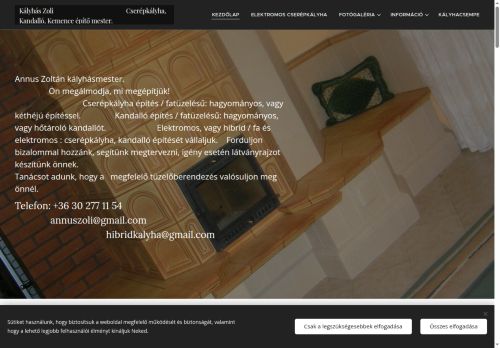 Kályhás Zoli Cserépkályha,
Kandalló, Kemence építő mester.
KEZDŐLAP ELEKTROMOS CSERÉPKÁLYHA FOTÓGALÉRIA INFORMÁCIÓ KÁLYHACSEMPE
Annus Zoltán kályhásmester.
Ön megálmodja, mi megépítjük!
Cserépkályha építés / fatüzelésű: hagyományos, vagy
kéthéjú építéssel. Kandalló építés / fatüzelésű: hagyományos,
vagy hőtároló kandallót. Elektromos, vagy hibrid / fa és
elektromos : cserépkályha, kandalló építését vállaljuk. Forduljon
bizalommal hozzánk, segítünk megtervezni, igény esetén látványrajzot
készítünk önnek.
Tanácsot adunk, hogy a megfelelő tüzelőberendezés valósuljon meg
önnél.
Telefon: +36 30 277 11 54
annuszoli@gmail.com
hibridkalyha@gmail.com
Sütiket használunk, hogy biztosítsuk a weboldal megfelelő működését és biztonságát, valamint
hogy a lehető legjobb felhasználói élményt kínáljuk Neked.
Csak a legszükségesebbek elfogadása
Összes elfogadása